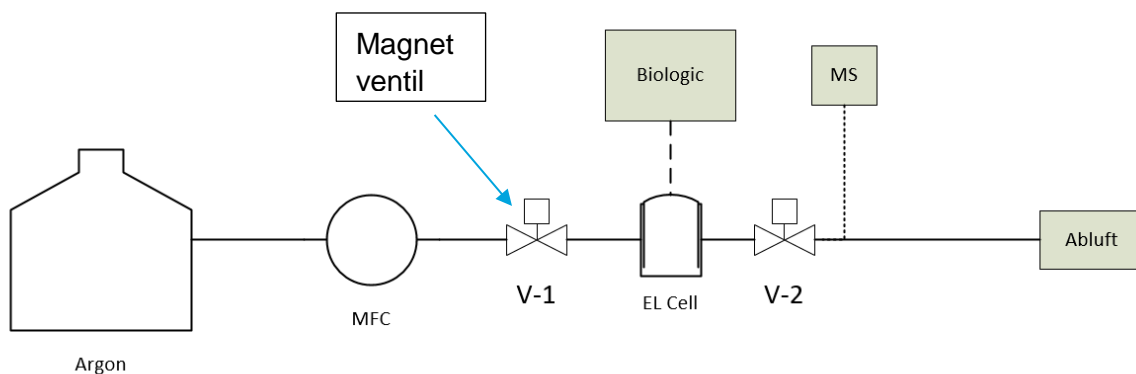 Magnet
ventil
Biologic
MS
Abluft
V-1
V-2
EL Cell
MFC
Argon